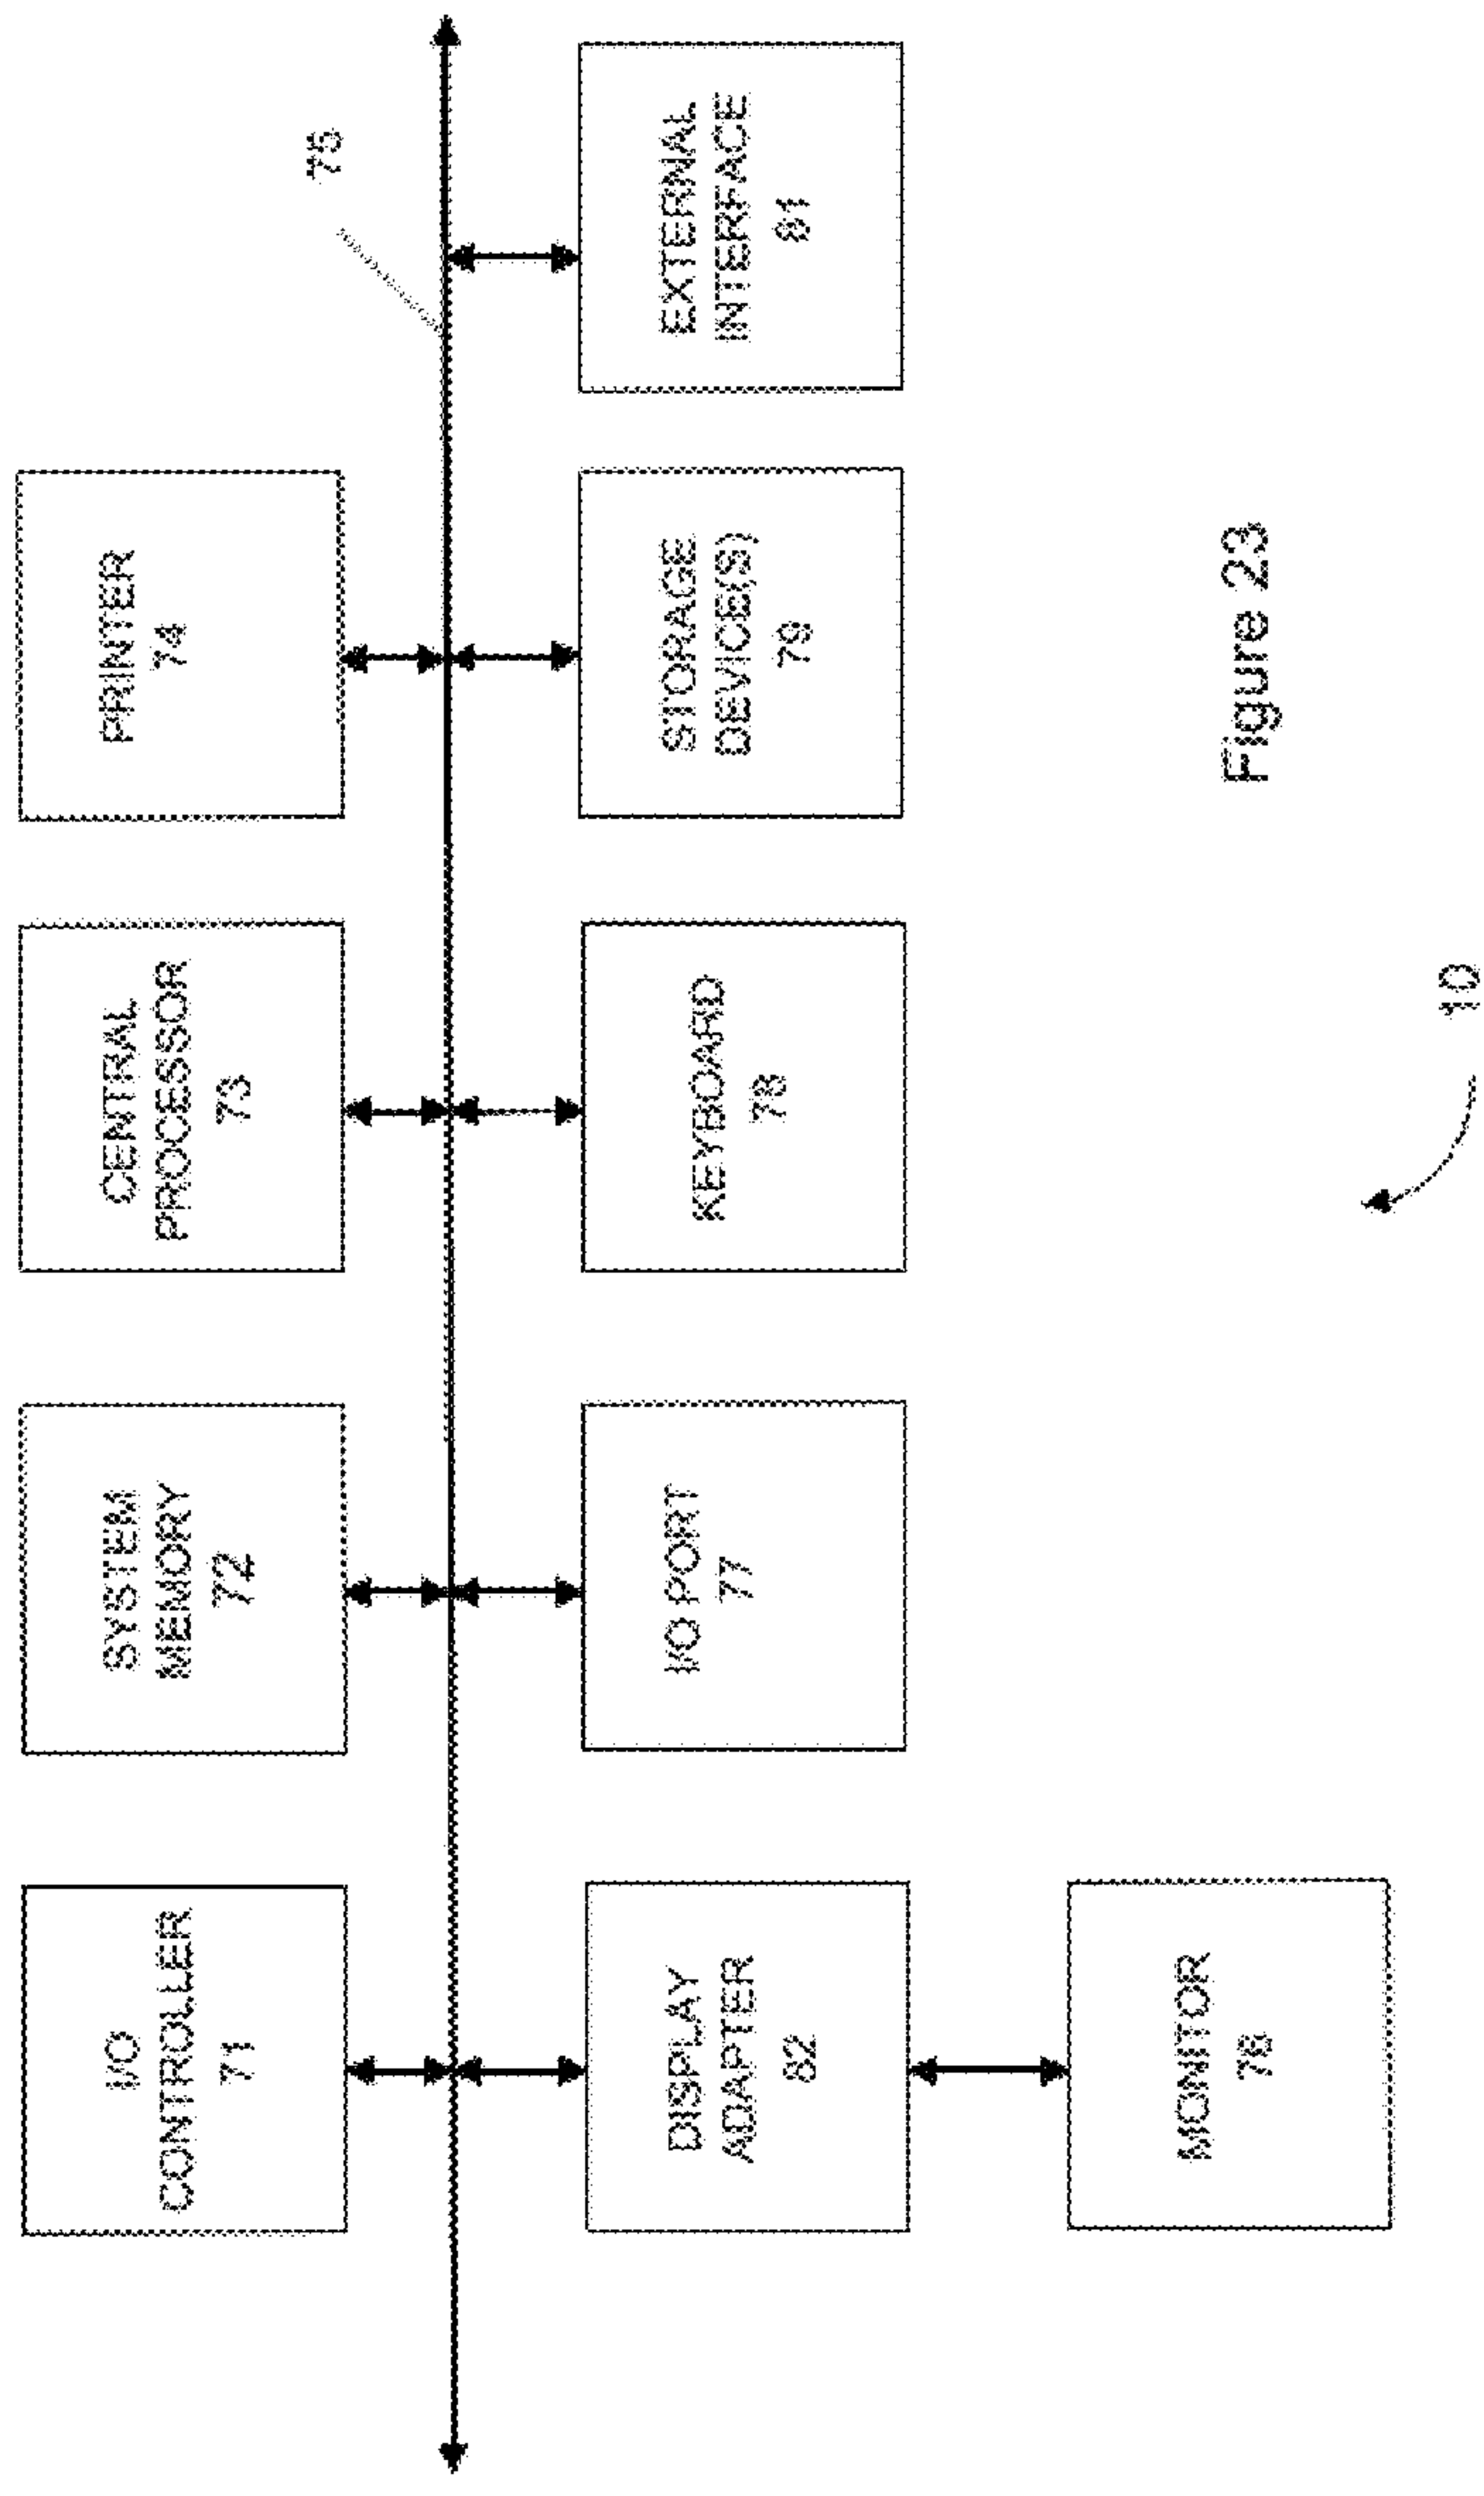 I/O
CONTROLLER
71
SYSTEM
MEMORY
72
CENTRAL
PROCESSOR
73
PRINTER
74
75
DISPLAY
ADAPTER
82
I/O PORT
77
KEYBOARD
78
STORAGE
DEVICE(S)
79
EXTERNAL
INTERFACE
81
MONITOR
Figure 23
10